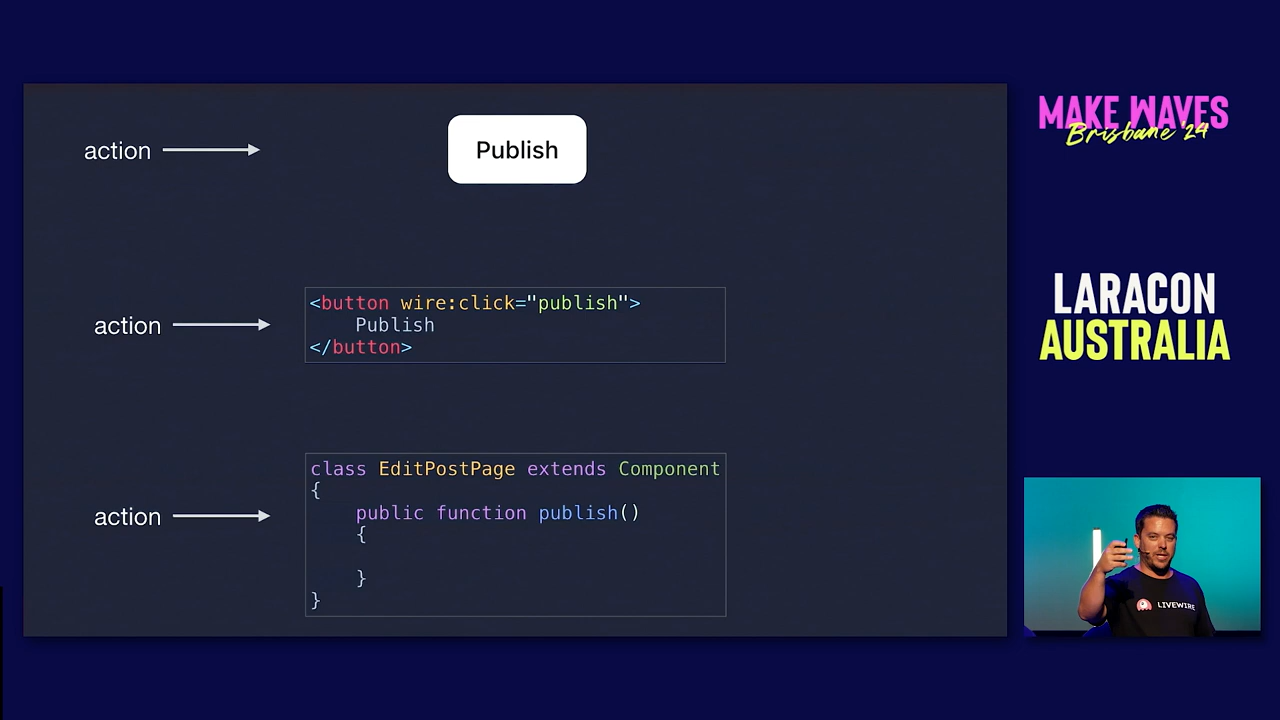 action
Publish
action
<button wire:click="publish">
    Publish
</button>
action
class EditPostPage extends Component
{
    public function publish()
    {

    }
}
MAKE WAVES
Brisbane '24
LARACON
AUSTRALIA
LIVEWIRE